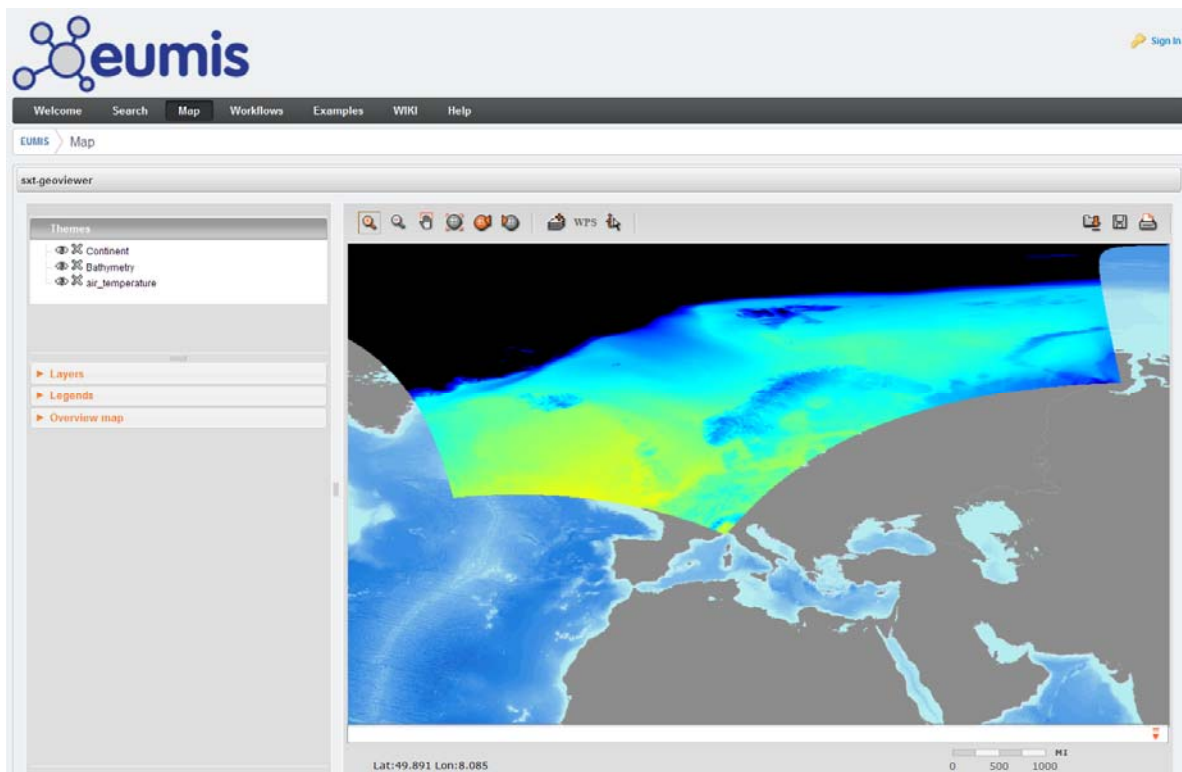 eumis
Sign In
Welcome Search Map Workflows Examples WIKI Help
EUMIS Map
sxt-geoviewer
Themes
Continent
Bathymetry
air_temperature
WPS
Layers
Legends
Overview map
Lat:49.891 Lon:8.085
MI
0 500 1000